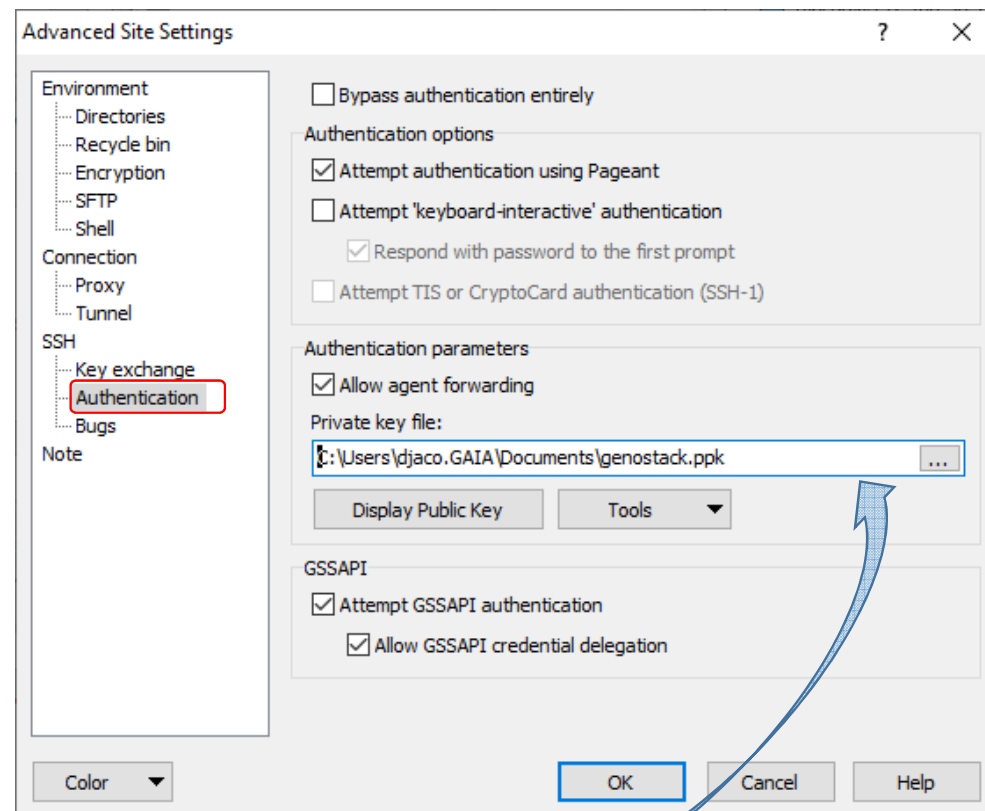 Advanced Site Settings ?
Environment
Directories
Recycle bin
Encryption
SFTP
Shell
Connection
Proxy
Tunnel
SSH
Key exchange
Authentication
Bugs
Note
Bypass authentication entirely
Authentication options
Attempt authentication using Pageant
Attempt 'keyboard-interactive' authentication
Respond with password to the first prompt
Attempt TIS or CryptoCard authentication (SSH-1)
Authentication parameters
Allow agent forwarding
Private key file:
C:\Users\djaco.GAIA\Documents\genostack.ppk ...
Display Public Key Tools
GSSAPI
Attempt GSSAPI authentication
Allow GSSAPI credential delegation
Color OK Cancel Help